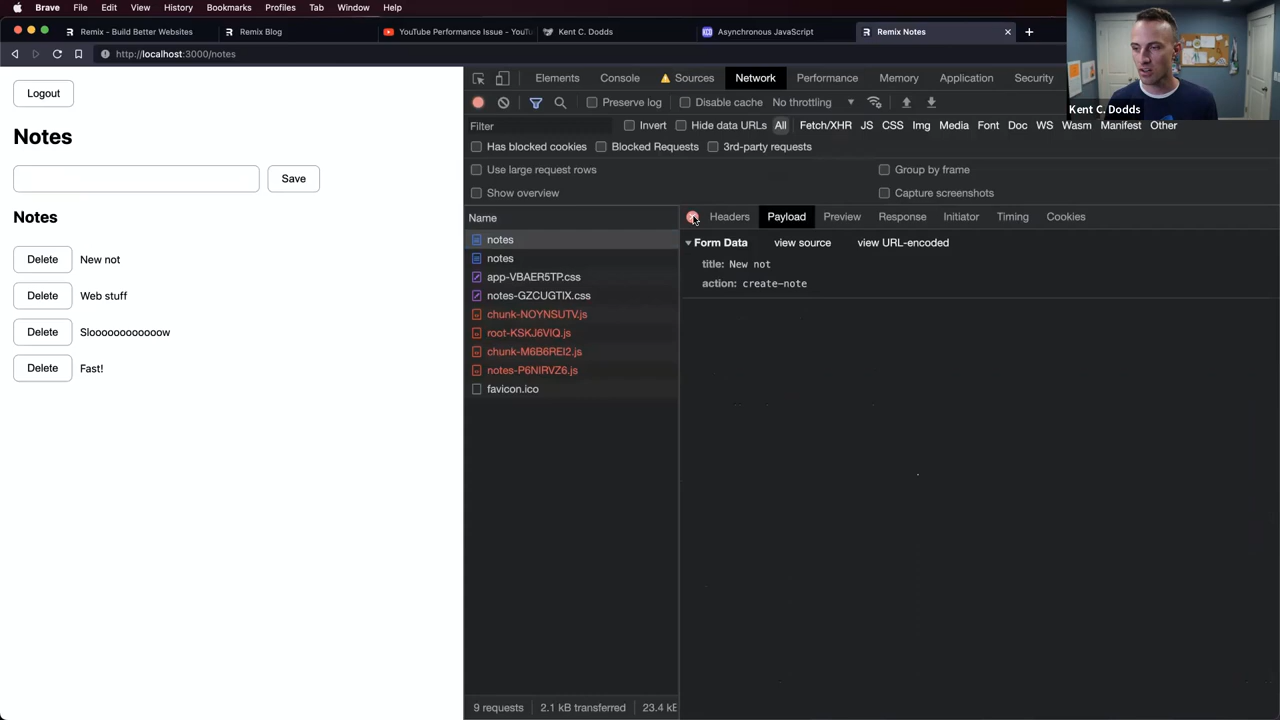 Brave File Edit View History Bookmarks Profiles Tab Window Help
Remix - Build Better Websites Remix Blog YouTube Performance Issue - YouTu Kent C. Dodds Asynchronous JavaScript Remix Notes
http://localhost:3000/notes
Kent C. Dodds
Logout
Notes
Save
Notes
Delete New not
Delete Web stuff
Delete Slooooooooooow
Delete Fast!
Elements Console Sources Network Performance Memory Application Security
Preserve log Disable cache No throttling
Filter Invert Hide data URLs All Fetch/XHR JS CSS Img Media Font Doc WS Wasm Manifest Other
Has blocked cookies Blocked Requests 3rd-party requests
Use large request rows Group by frame
Show overview Capture screenshots
Name
notes
notes
app-VBAER5TP.css
notes-GZCUGTIX.css
chunk-NOYNSUTV.js
root-KSKJ6VIQ.js
chunk-M6B6REI2.js
notes-P6NIRVZ6.js
favicon.ico
9 requests 2.1 kB transferred 23.4 kE
Headers Payload Preview Response Initiator Timing Cookies
Form Data view source view URL-encoded
title: New not
action: create-note